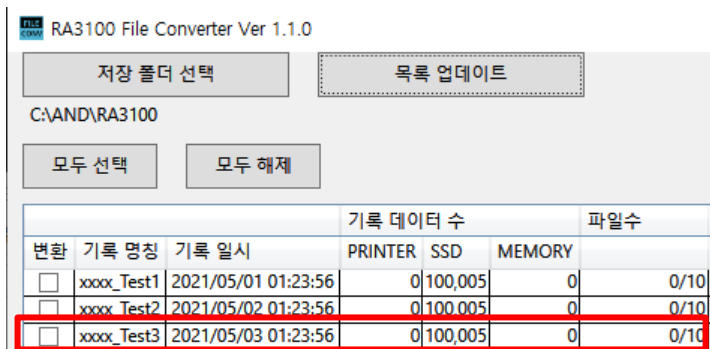 FILE CONV RA3100 File Converter Ver 1.1.0
저장 폴더 선택 목록 업데이트
C:\AND\RA3100
모두 선택 모두 해제
기록 데이터 수 파일수
변환 기록 명칭 기록 일시 PRINTER SSD MEMORY
xxxx_Test1 2021/05/01 01:23:56 0 100,005 0 0/10
xxxx_Test2 2021/05/02 01:23:56 0 100,005 0 0/10
xxxx_Test3 2021/05/03 01:23:56 0 100,005 0 0/10